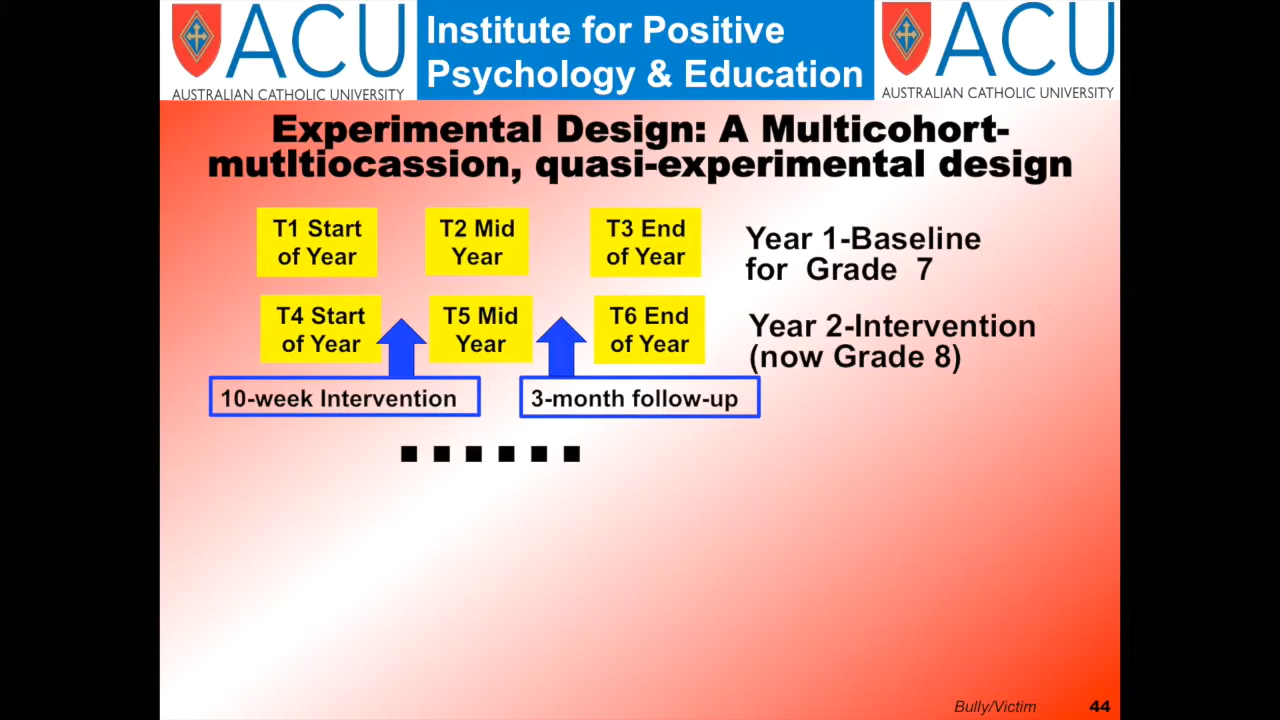 ACU
AUSTRALIAN CATHOLIC UNIVERSITY
Institute for Positive
Psychology & Education
ACU
AUSTRALIAN CATHOLIC UNIVERSITY
Experimental Design: A Multicohort-
mutltiocassion, quasi-experimental design
T1 Start
of Year
T2 Mid
Year
T3 End
of Year
Year 1-Baseline
for Grade 7
T4 Start
of Year
T5 Mid
Year
T6 End
of Year
Year 2-Intervention
(now Grade 8)
10-week Intervention
3-month follow-up
Bully/Victim
44